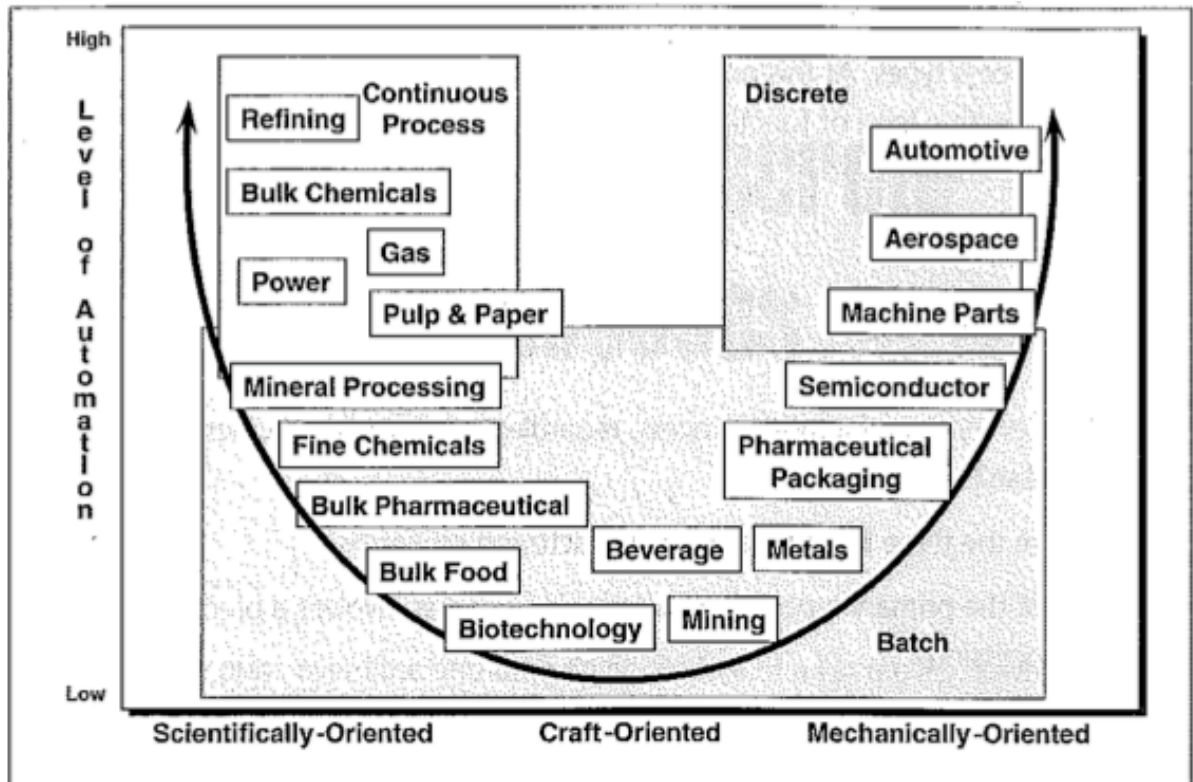 High
Level of Automation
Low
Continuous
Process
Refining
Bulk Chemicals
Gas
Power
Pulp & Paper
Mineral Processing
Fine Chemicals
Bulk Pharmaceutical
Bulk Food
Biotechnology
Beverage
Mining
Metals
Discrete
Automotive
Aerospace
Machine Parts
Semiconductor
Pharmaceutical
Packaging
Batch
Scientifically-Oriented
Craft-Oriented
Mechanically-Oriented